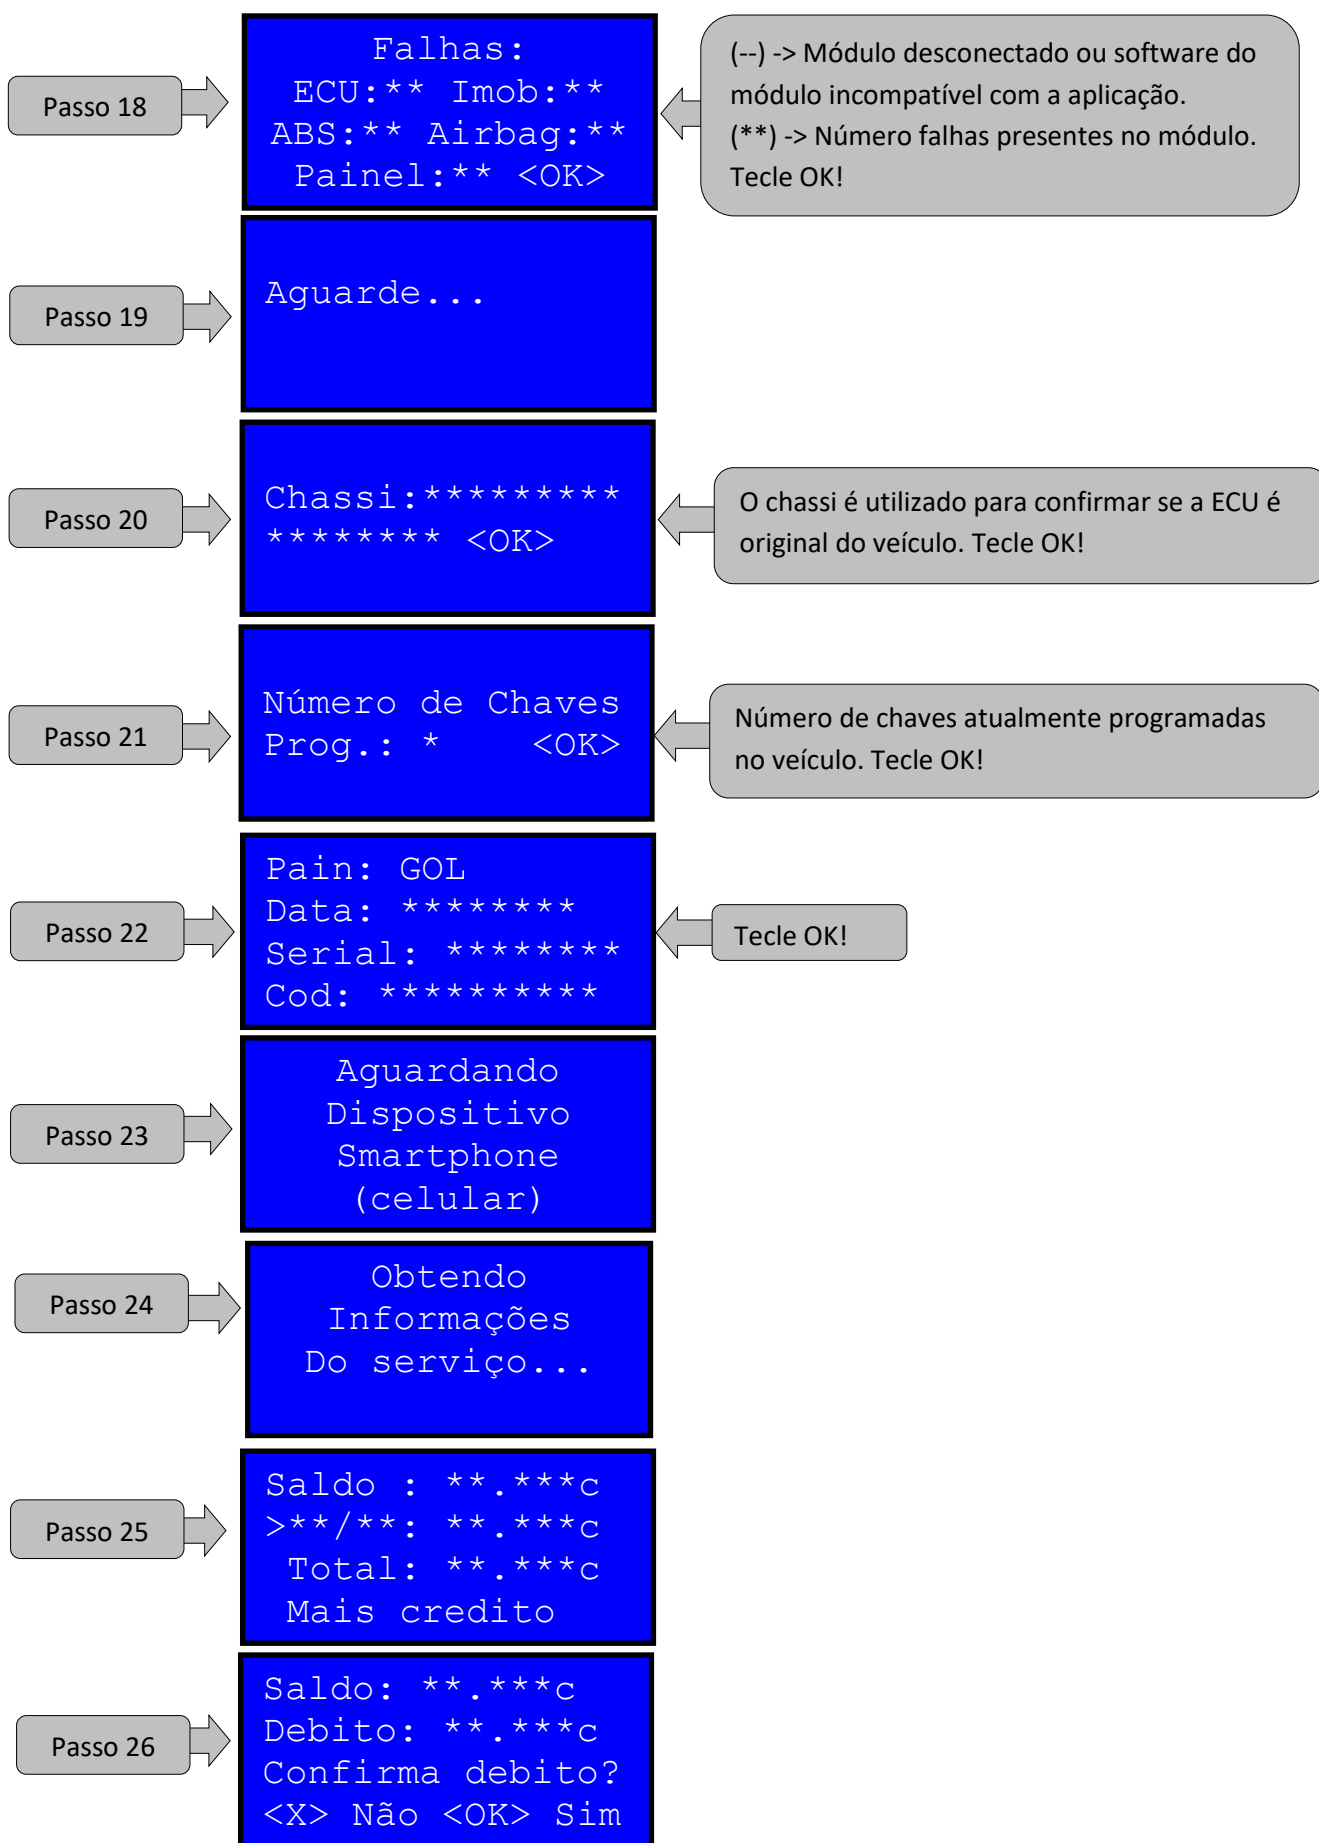 Passo 18
Falhas:
ECU:** Imob:**
ABS:** Airbag:**
Painel:** <OK>
(--) -> Módulo desconectado ou software do
módulo incompatível com a aplicação.
(**) -> Número falhas presentes no módulo.
Tecle OK!
Passo 19
Aguarde...
Passo 20
Chassi:*********
******** <OK>
O chassi é utilizado para confirmar se a ECU é
original do veículo. Tecle OK!
Passo 21
Número de Chaves
Prog.: * <OK>
Número de chaves atualmente programadas
no veículo. Tecle OK!
Passo 22
Pain: GOL
Data: ********
Serial: ********
Cod: **********
Tecle OK!
Passo 23
Aguardando
Dispositivo
Smartphone
(celular)
Passo 24
Obtendo
Informações
Do serviço...
Passo 25
Saldo : **.***c
>**/**: **.***c
Total: **.***c
Mais credito
Passo 26
Saldo: **.***c
Debito: **.***c
Confirma debito?
<X> Não <OK> Sim